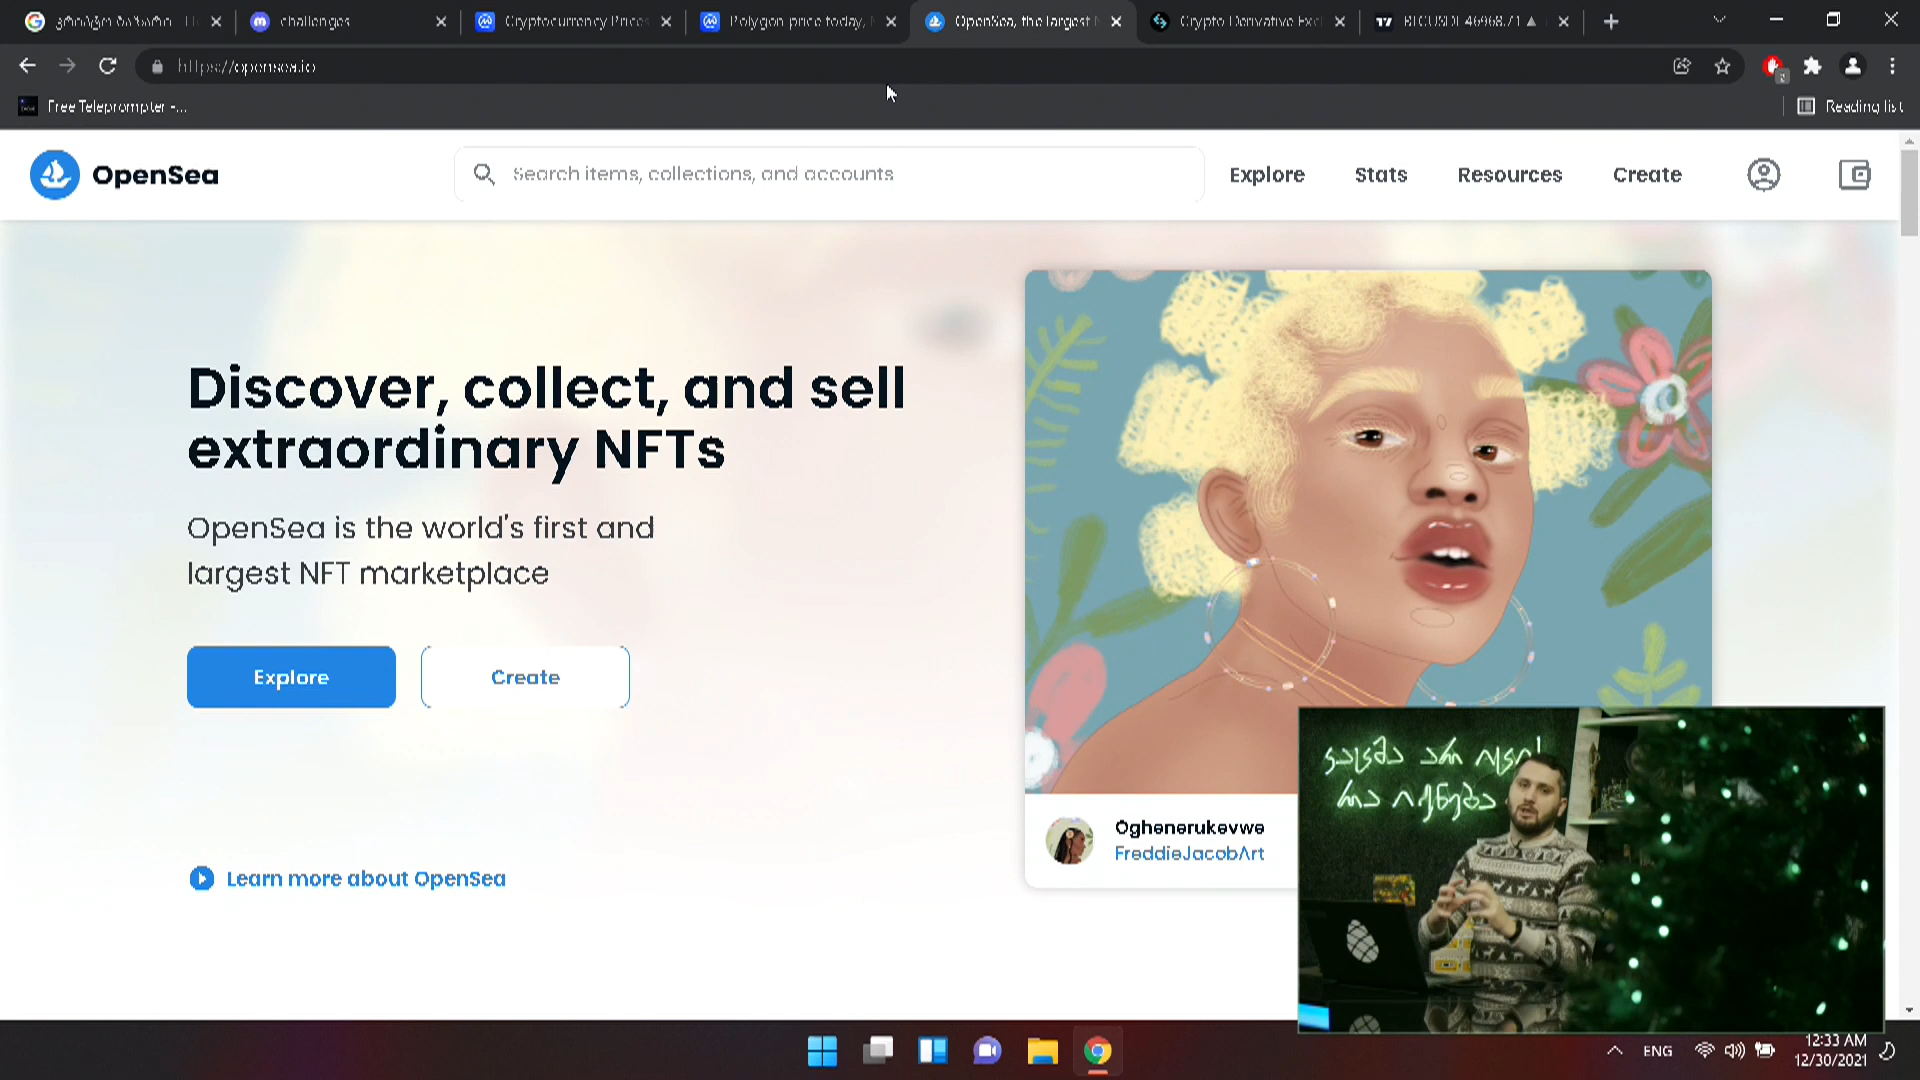 challenges
Cryptocurrency Prices
Polygon price today,
OpenSea, the largest
Crypto Derivative Exc
BTCUSDT 46968.71 ▲
https://opensea.io
Free Teleprompter -...
Reading list
OpenSea
Search items, collections, and accounts
Explore
Stats
Resources
Create
Discover, collect, and sell
extraordinary NFTs
OpenSea is the world's first and
largest NFT marketplace
Explore
Create
Learn more about OpenSea
Oghenerukevwe
FreddieJacobArt
არ
რა იქნება
ENG
12:33 AM
12/30/2021